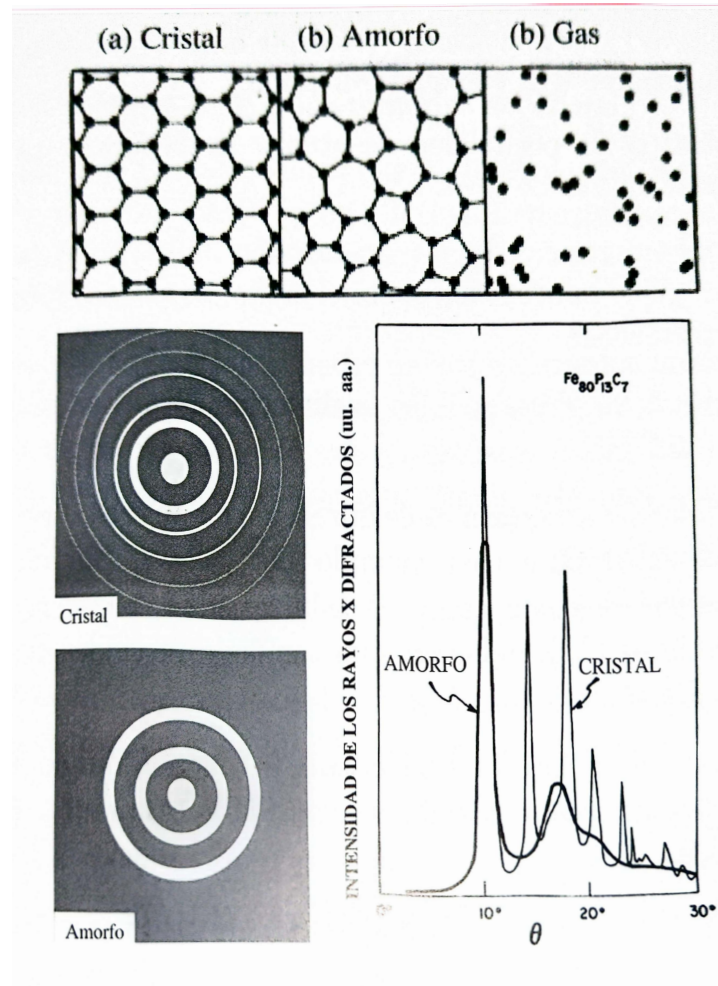 (a) Cristal
(b) Amorfo
(b) Gas
Cristal
Amorfo
INTENSIDAD DE LOS RAYOS X DIFRACTADOS (uu. aa.)
Fe80P13C7
AMORFO
CRISTAL
0°
10°
20°
30°
θ